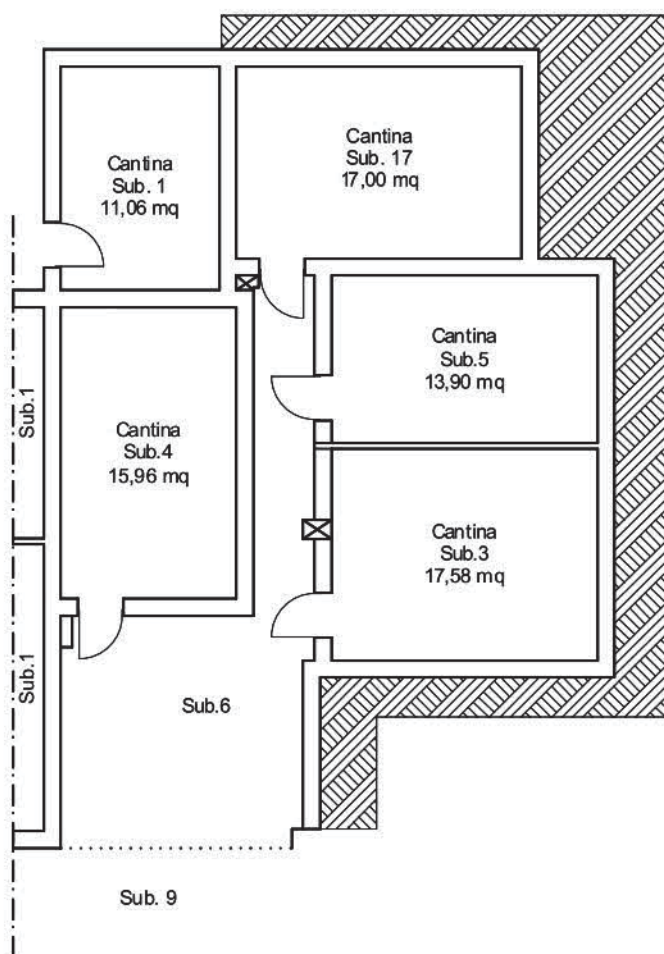 Cantina
Sub. 1
11,06 mq
Cantina
Sub. 17
17,00 mq
Cantina
Sub.5
13,90 mq
Sub.1
Cantina
Sub.4
15,96 mq
Cantina
Sub.3
17,58 mq
Sub.1
Sub.6
Sub. 9